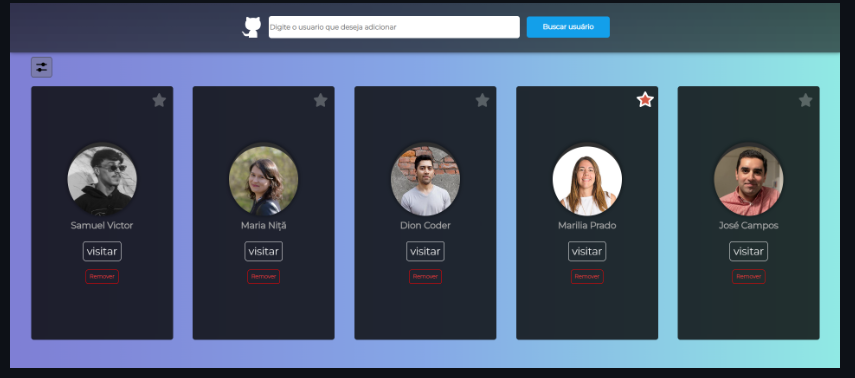 Digite o usuario que deseja adicionar
Buscar usuário
Samuel Victor
visitar
Remover
Maria Niță
visitar
Remover
Dion Coder
visitar
Remover
Marília Prado
visitar
Remover
José Campos
visitar
Remover